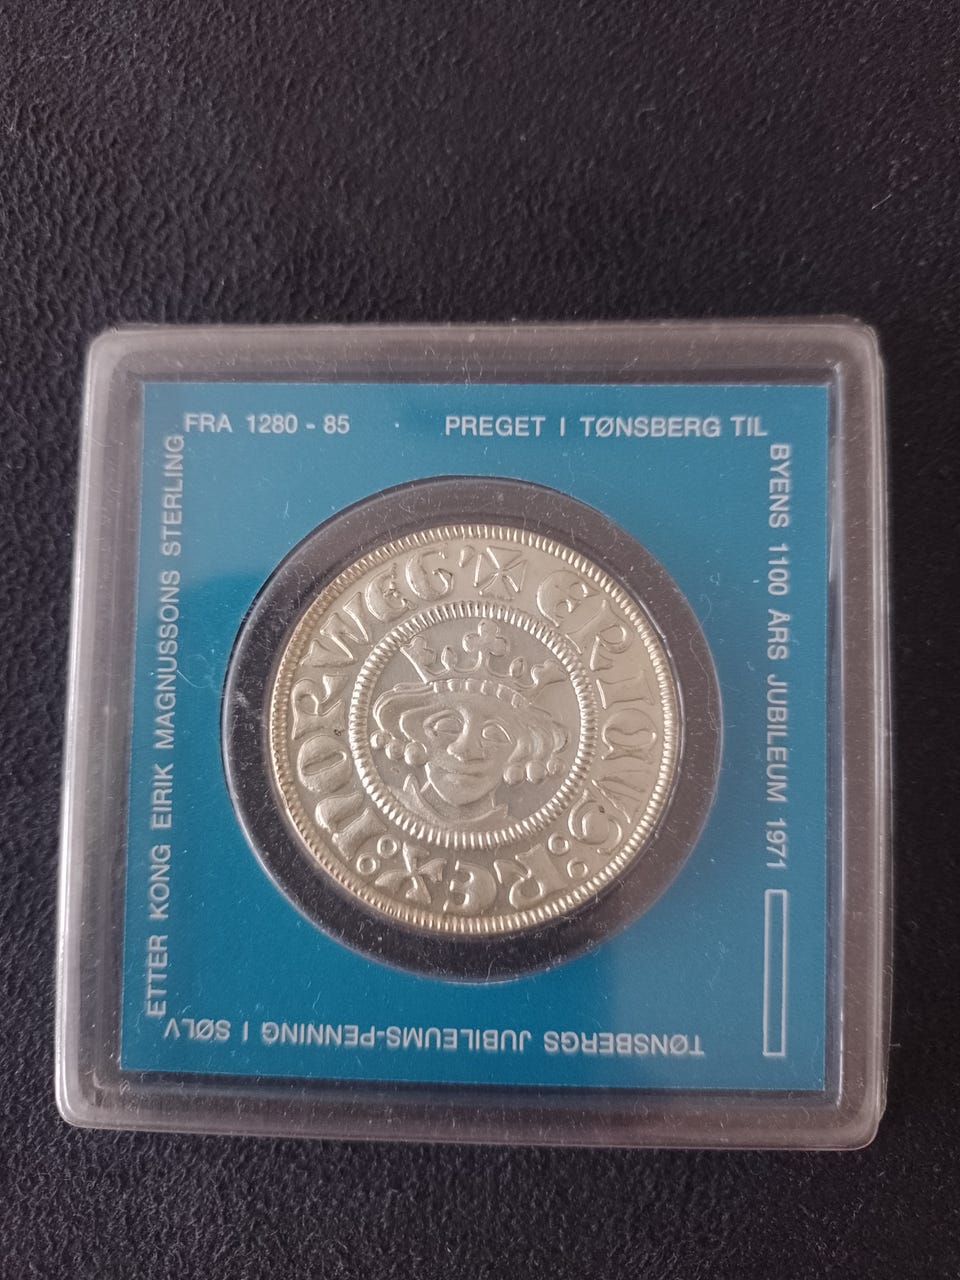 TØNSBERGS JUBILEUMS-PENNING I SØLV
ETTER KONG EIRIK MAGNUSSONS STERLING
FRA 1280 - 85 . PREGET I TØNSBERG TIL
BYENS 1100 ÅRS JUBILEUM 1971
ERICUS : REX : NORWEG'